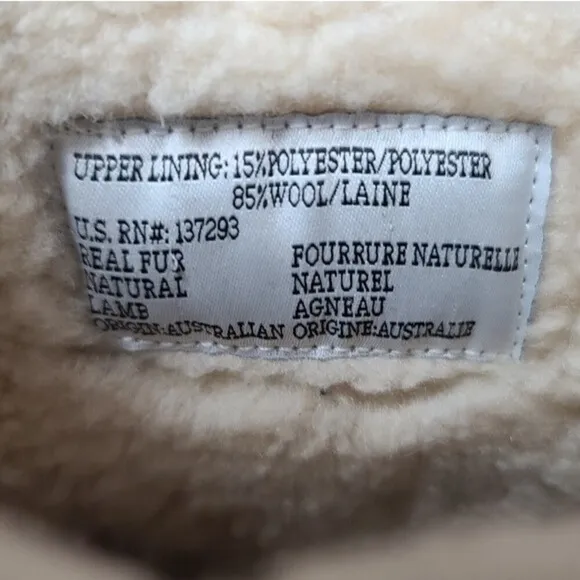 UPPER LINING: 15%POLYESTER/POLYESTER
85%WOOL/LAINE
U.S. RN#: 137293
REAL FUR FOURRURE NATURELLE
NATURAL NATUREL
LAMB AGNEAU
ORIGIN:AUSTRALIAN ORIGINE:AUSTRALIE